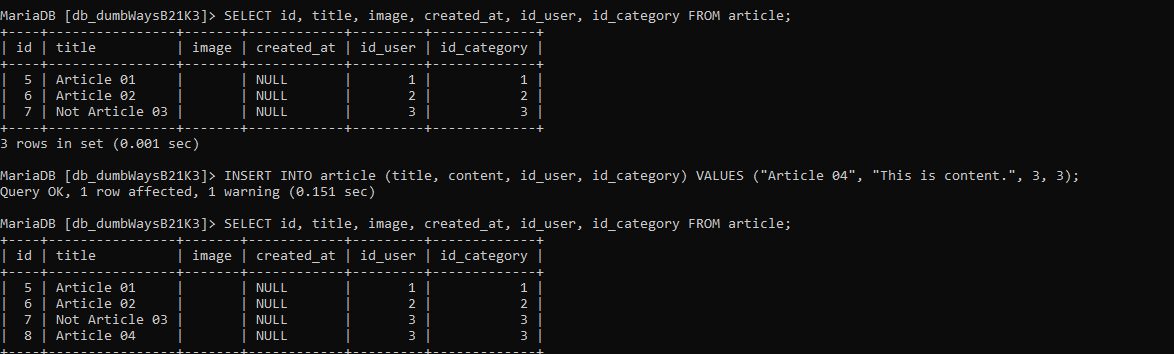 MariaDB [db_dumbWaysB21K3]> SELECT id, title, image, created_at, id_user, id_category FROM article;
+----+----------------+-------+------------+---------+-------------+
| id | title          | image | created_at | id_user | id_category |
+----+----------------+-------+------------+---------+-------------+
|  5 | Article 01     |       | NULL       |       1 |           1 |
|  6 | Article 02     |       | NULL       |       2 |           2 |
|  7 | Not Article 03 |       | NULL       |       3 |           3 |
+----+----------------+-------+------------+---------+-------------+
3 rows in set (0.001 sec)
MariaDB [db_dumbWaysB21K3]> INSERT INTO article (title, content, id_user, id_category) VALUES ("Article 04", "This is content.", 3, 3);
Query OK, 1 row affected, 1 warning (0.151 sec)
MariaDB [db_dumbWaysB21K3]> SELECT id, title, image, created_at, id_user, id_category FROM article;
+----+----------------+-------+------------+---------+-------------+
| id | title          | image | created_at | id_user | id_category |
+----+----------------+-------+------------+---------+-------------+
|  5 | Article 01     |       | NULL       |       1 |           1 |
|  6 | Article 02     |       | NULL       |       2 |           2 |
|  7 | Not Article 03 |       | NULL       |       3 |           3 |
|  8 | Article 04     |       | NULL       |       3 |           3 |
+----+----------------+-------+------------+---------+-------------+